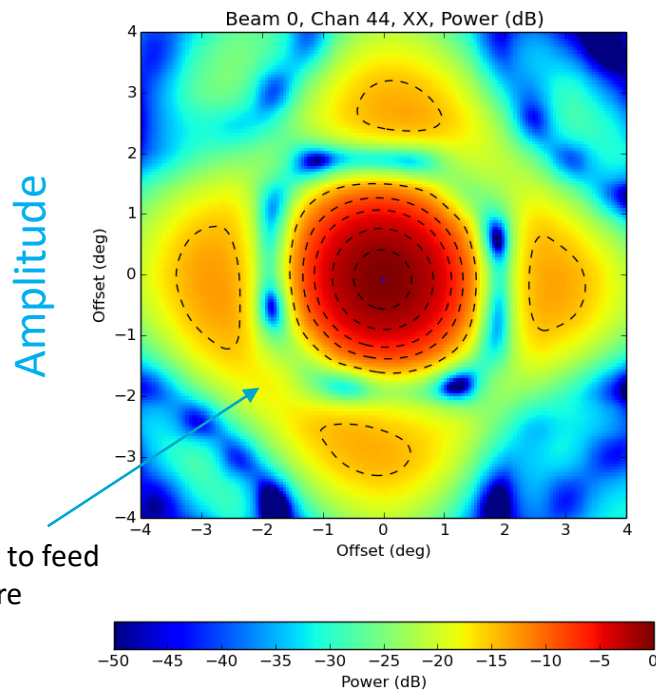 Beam 0, Chan 44, XX, Power (dB)
Amplitude
Offset (deg)
4
3
2
1
0
−1
−2
−3
−4
−4 −3 −2 −1 0 1 2 3 4
Offset (deg)
to feed
re
−50 −45 −40 −35 −30 −25 −20 −15 −10 −5 0
Power (dB)